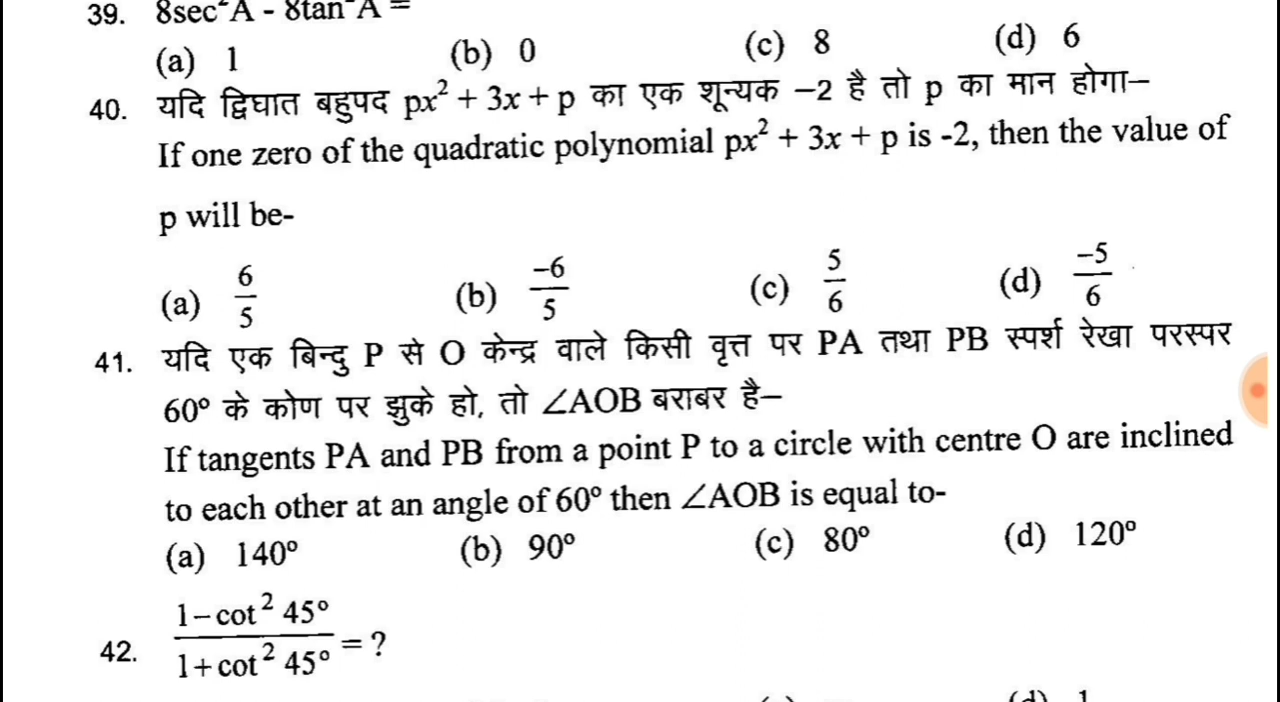 39. 8sec²A - 8tan²A =
(a) 1 (b) 0 (c) 8 (d) 6
40. यदि द्विघात बहुपद px² + 3x + p का एक शून्यक −2 है तो p का मान होगा–
If one zero of the quadratic polynomial px² + 3x + p is -2, then the value of
p will be-
(a) 6/5 (b) −6/5 (c) 5/6 (d) −5/6
41. यदि एक बिन्दु P से O केन्द्र वाले किसी वृत्त पर PA तथा PB स्पर्श रेखा परस्पर
60° के कोण पर झुके हो, तो ∠AOB बराबर है–
If tangents PA and PB from a point P to a circle with centre O are inclined
to each other at an angle of 60° then ∠AOB is equal to-
(a) 140° (b) 90° (c) 80° (d) 120°
42. (1 − cot² 45°)/(1 + cot² 45°) = ?
(d) 1